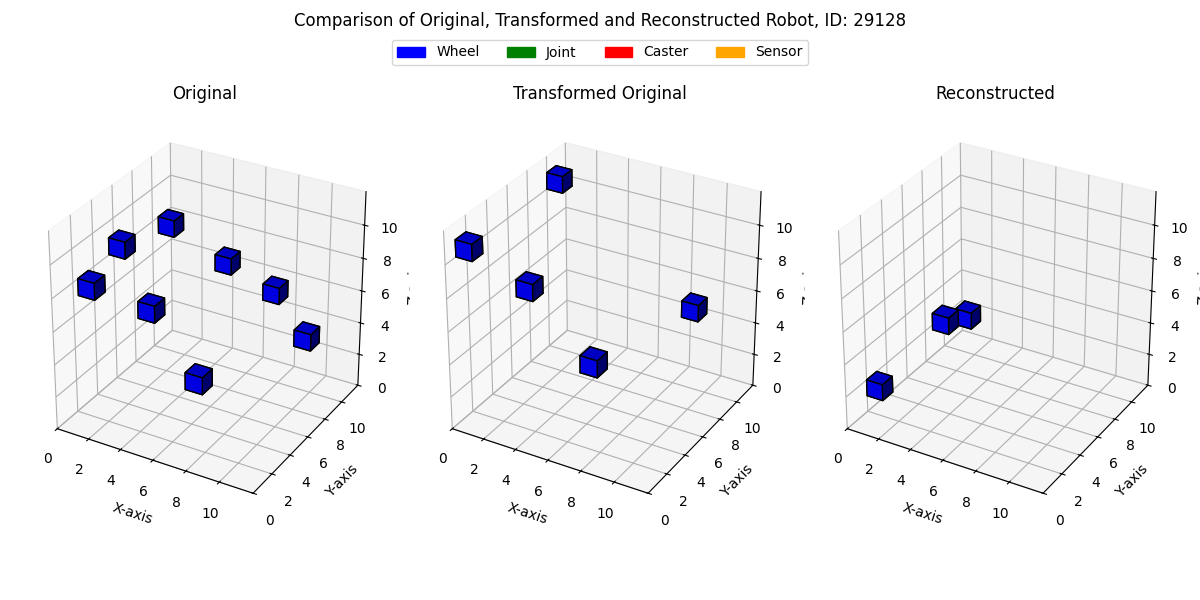 Comparison of Original, Transformed and Reconstructed Robot, ID: 29128
Wheel Joint Caster Sensor
Original Transformed Original Reconstructed
10 10 10
8 8 8
6 6 6
4 4 4
2 2 2
0 0 0
10 10 10
8 8 8
6 6 6
4 4 4
2 2 2
0 0 0
0 2 4 6 8 10 0 2 4 6 8 10 0 2 4 6 8 10
X-axis Y-axis X-axis Y-axis X-axis Y-axis